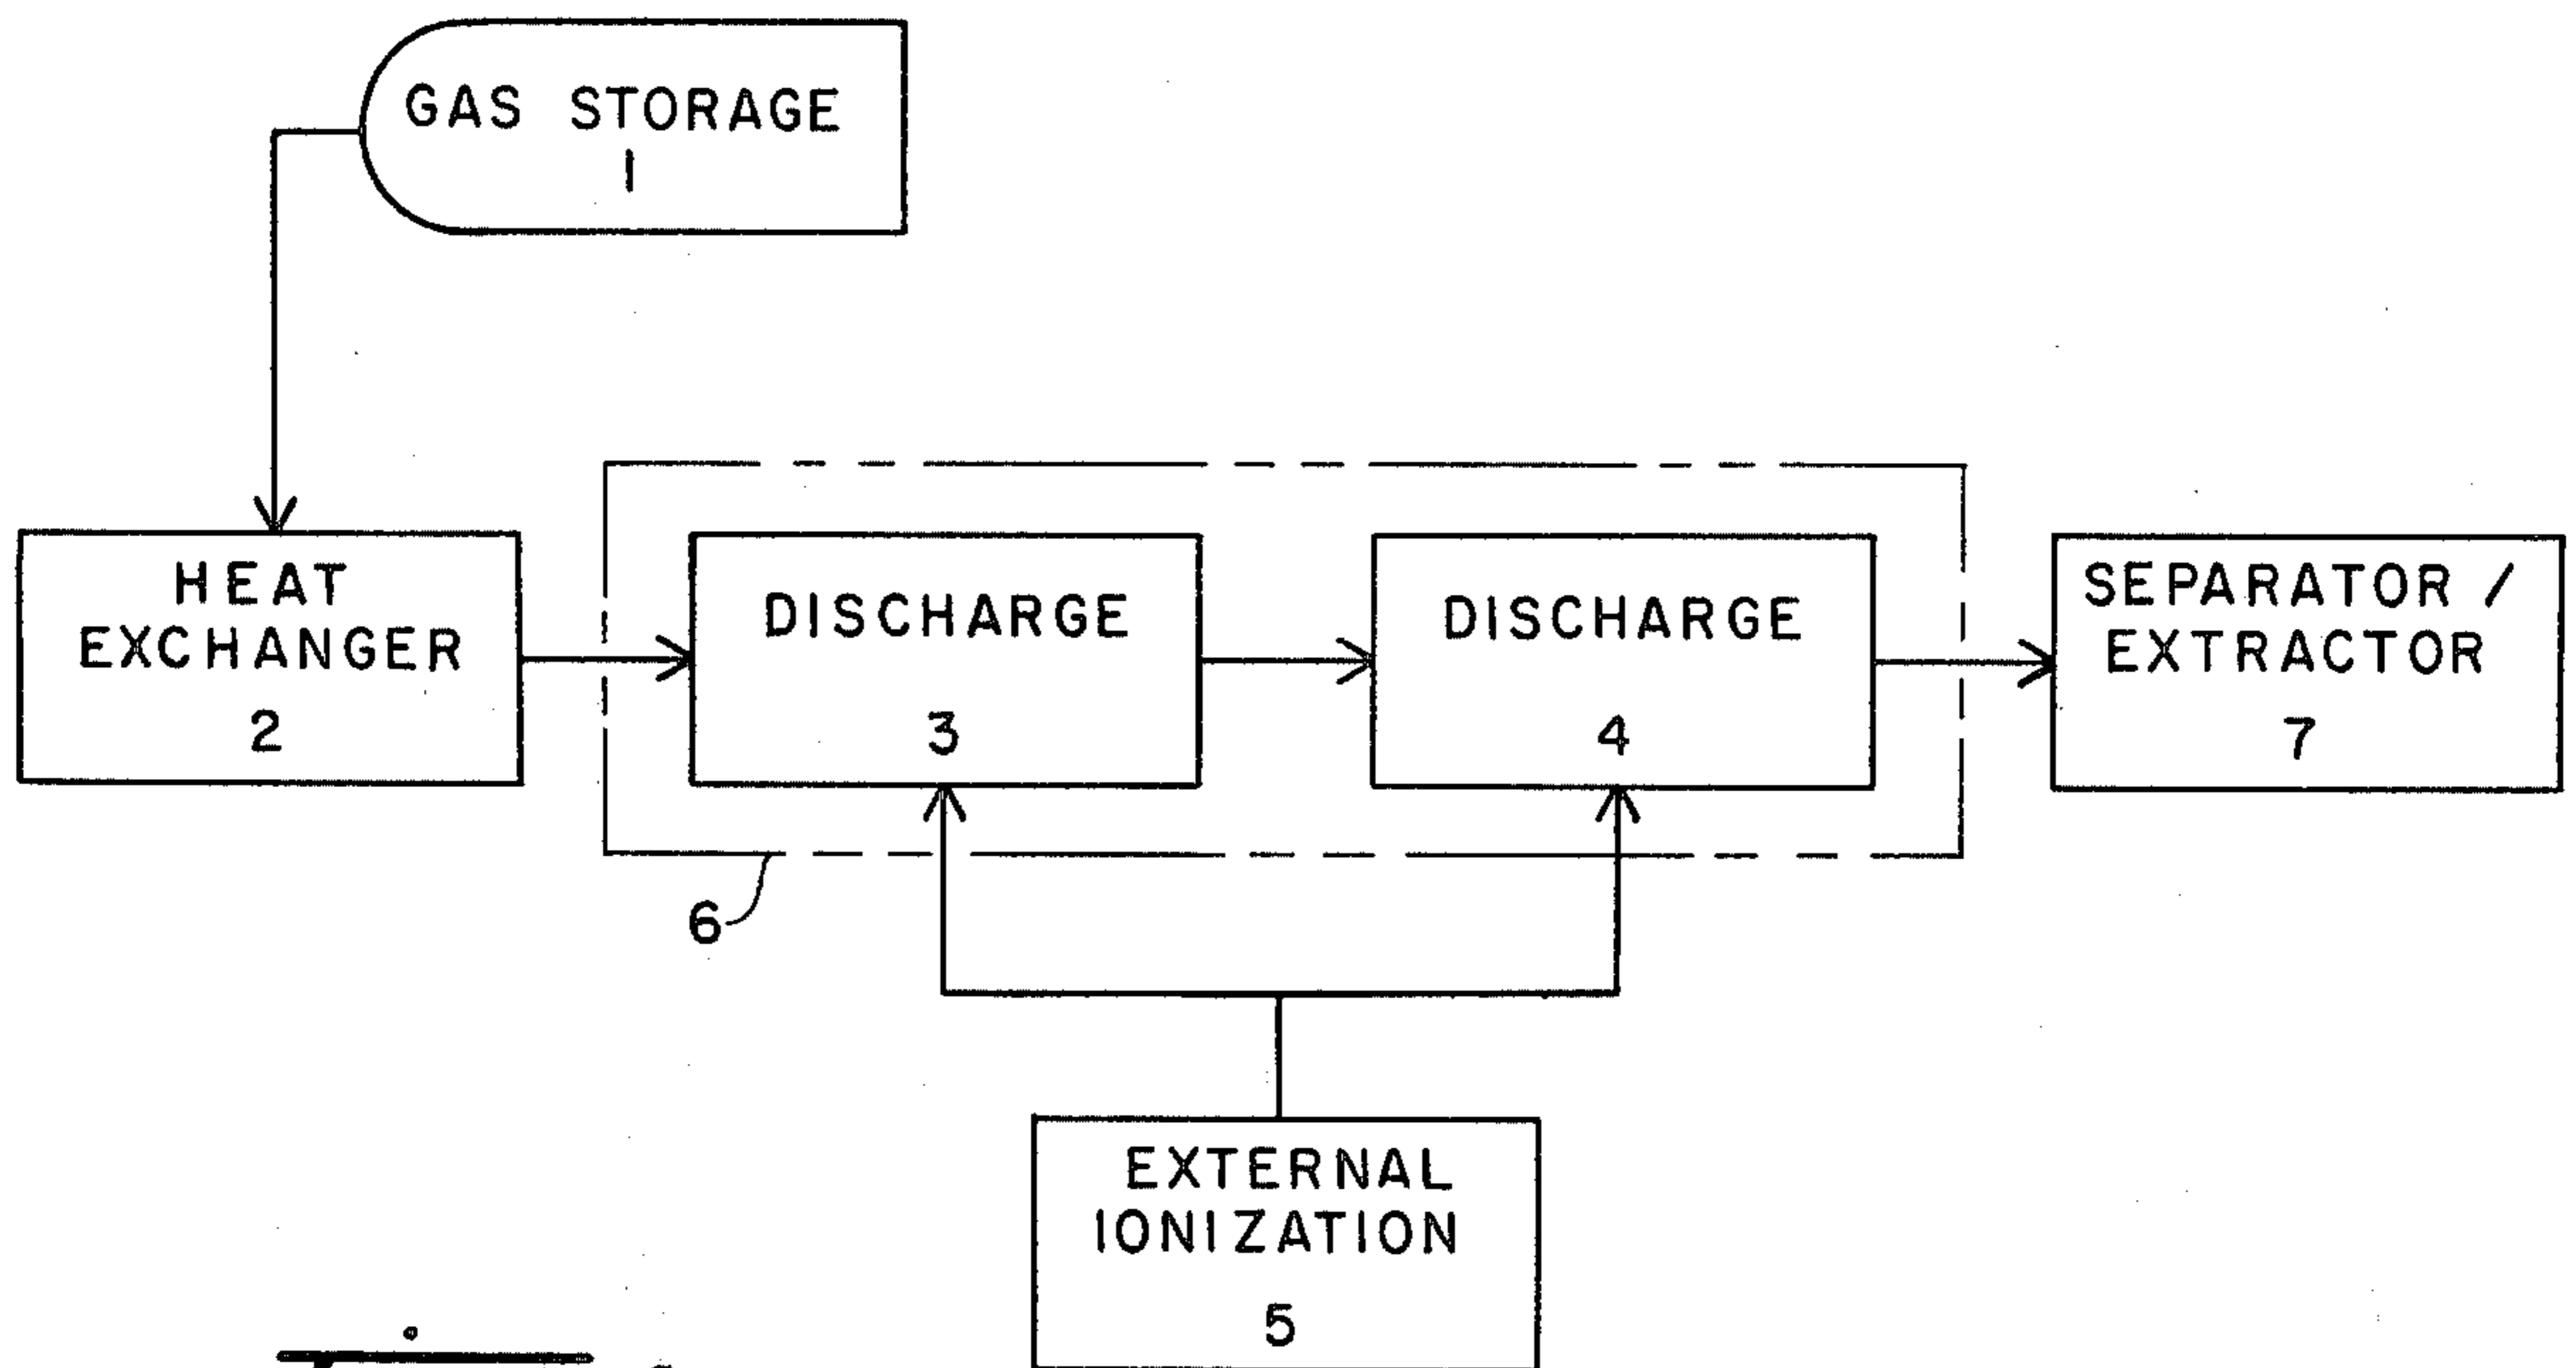 GAS STORAGE
1
HEAT
EXCHANGER
2
DISCHARGE
3
DISCHARGE
4
SEPARATOR /
EXTRACTOR
7
6
EXTERNAL
IONIZATION
5